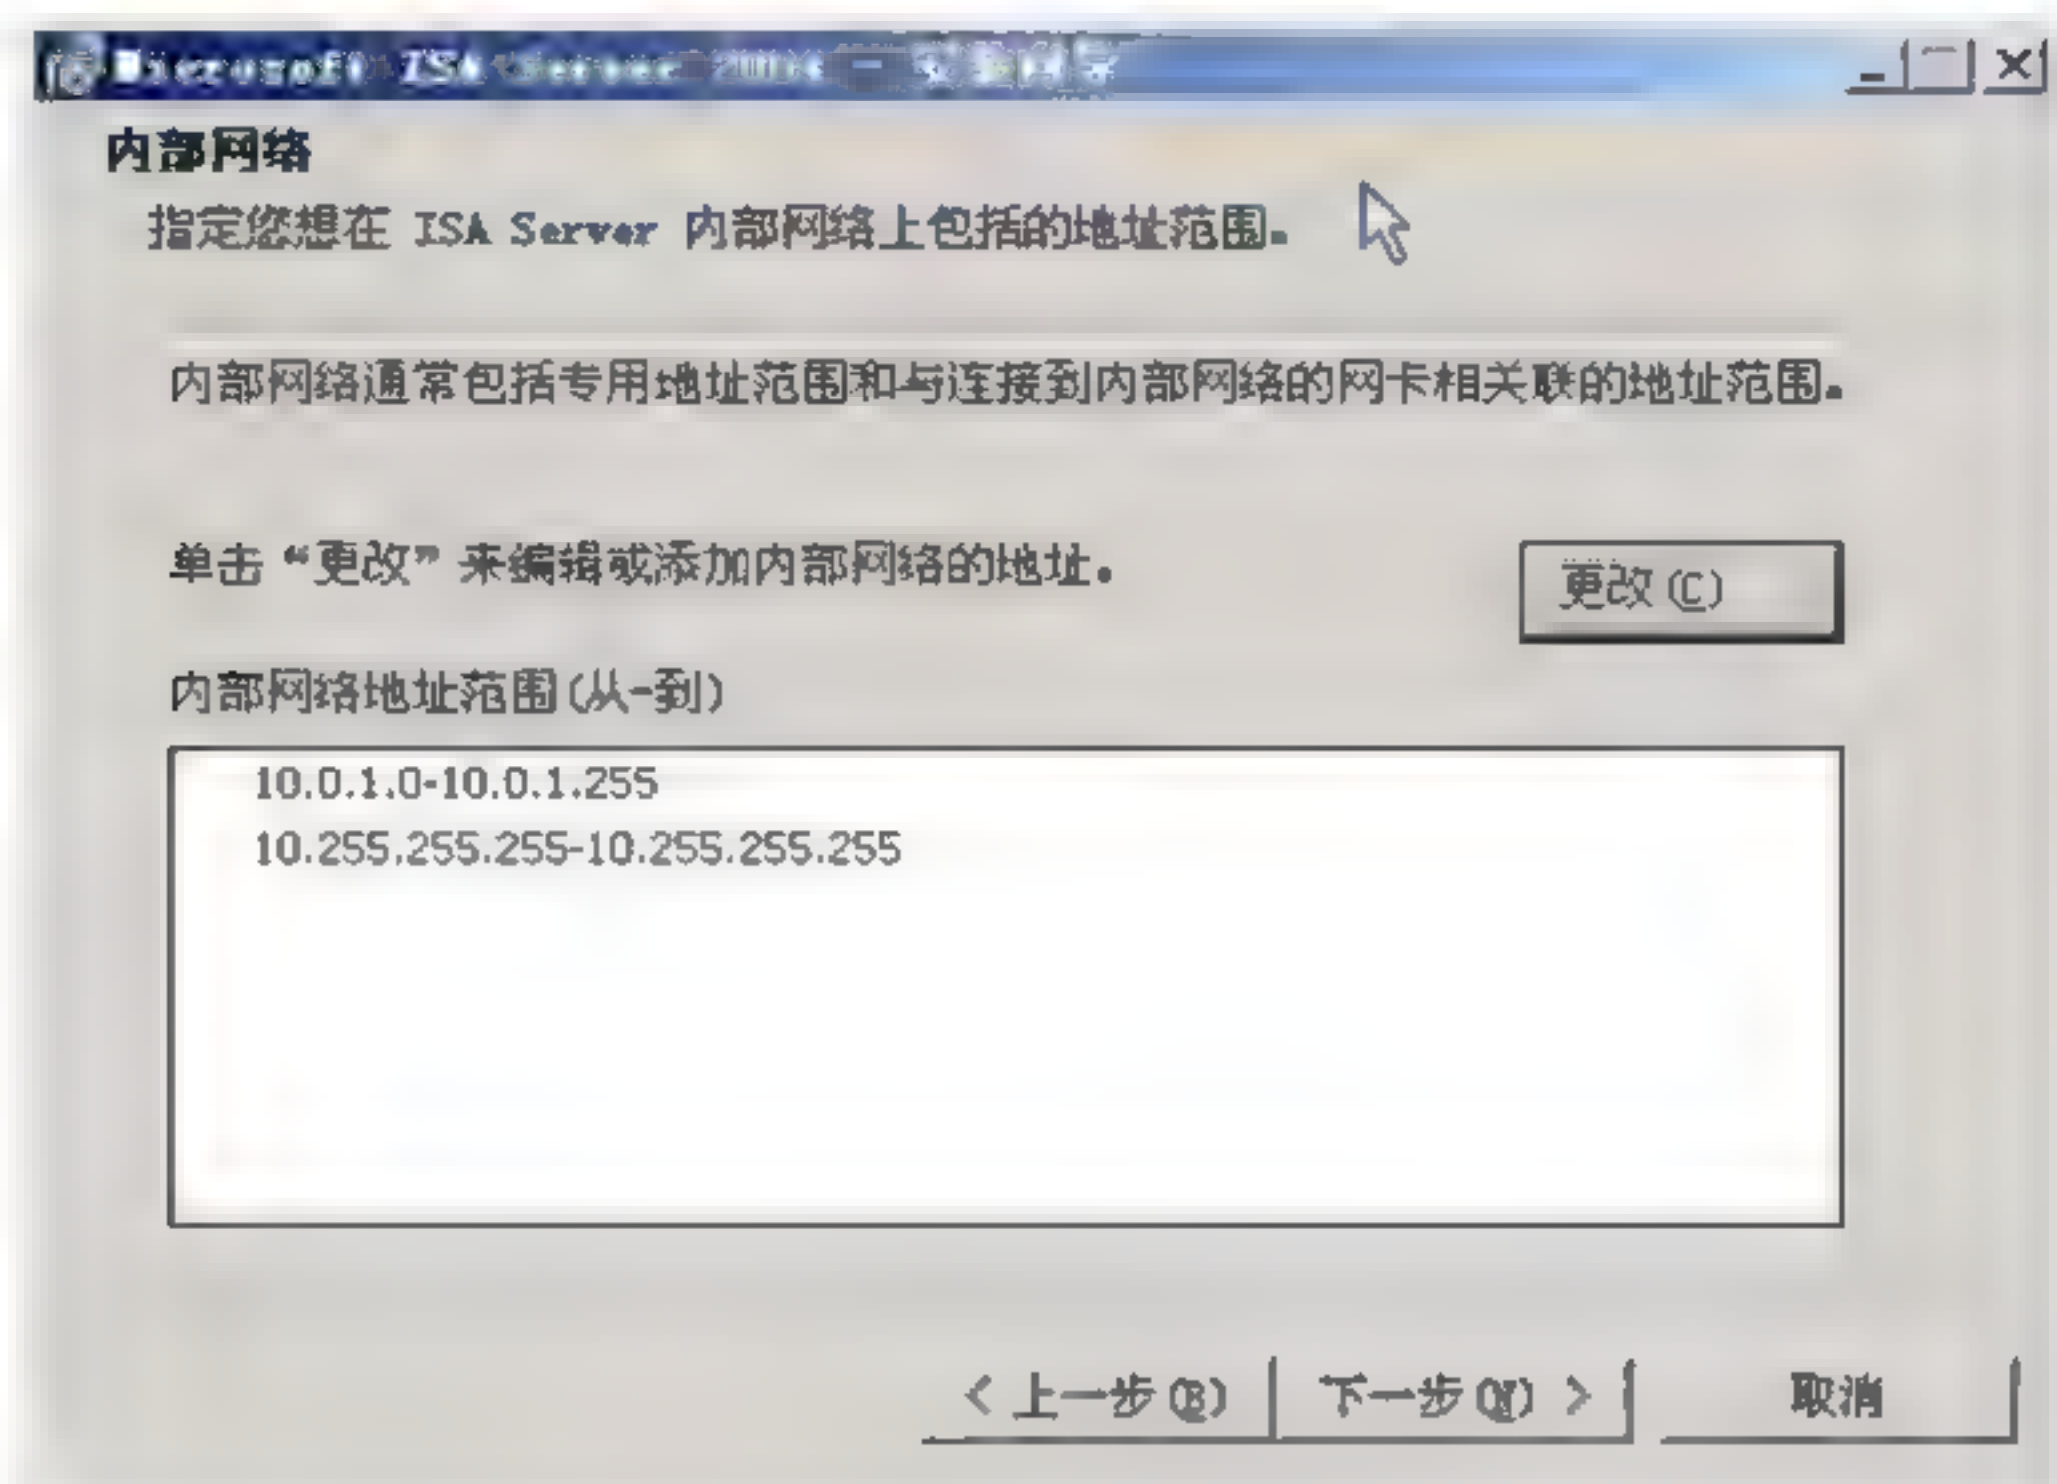 Microsoft ISA Server
内部网络
指定您想在 ISA Server 内部网络上包括的地址范围。
内部网络通常包括专用地址范围和与连接到内部网络的网卡相关联的地址范围。
单击“更改”来编辑或添加内部网络的地址。
更改(C)
内部网络地址范围(从-到)
10.0.1.0-10.0.1.255
10.255.255.255-10.255.255.255
< 上一步(B)
下一步(N) >
取消